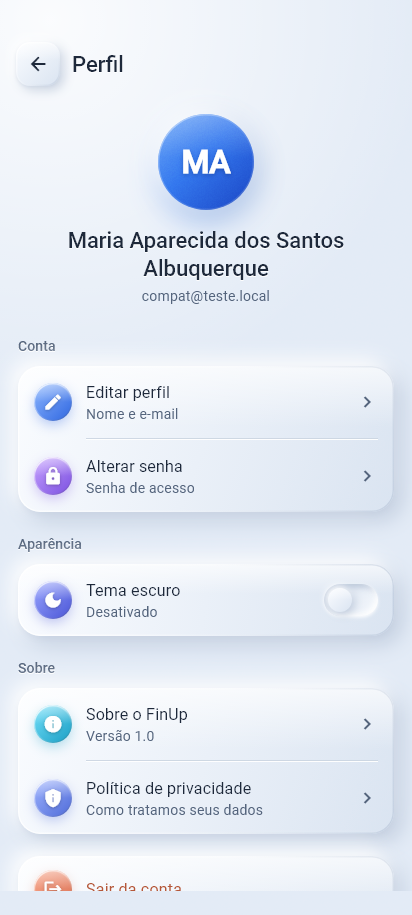 Perfil
MA
Maria Aparecida dos Santos
Albuquerque
compat@teste.local
Conta
Editar perfil
Nome e e-mail
Alterar senha
Senha de acesso
Aparência
Tema escuro
Desativado
Sobre
Sobre o FinUp
Versão 1.0
Política de privacidade
Como tratamos seus dados
Sair da conta